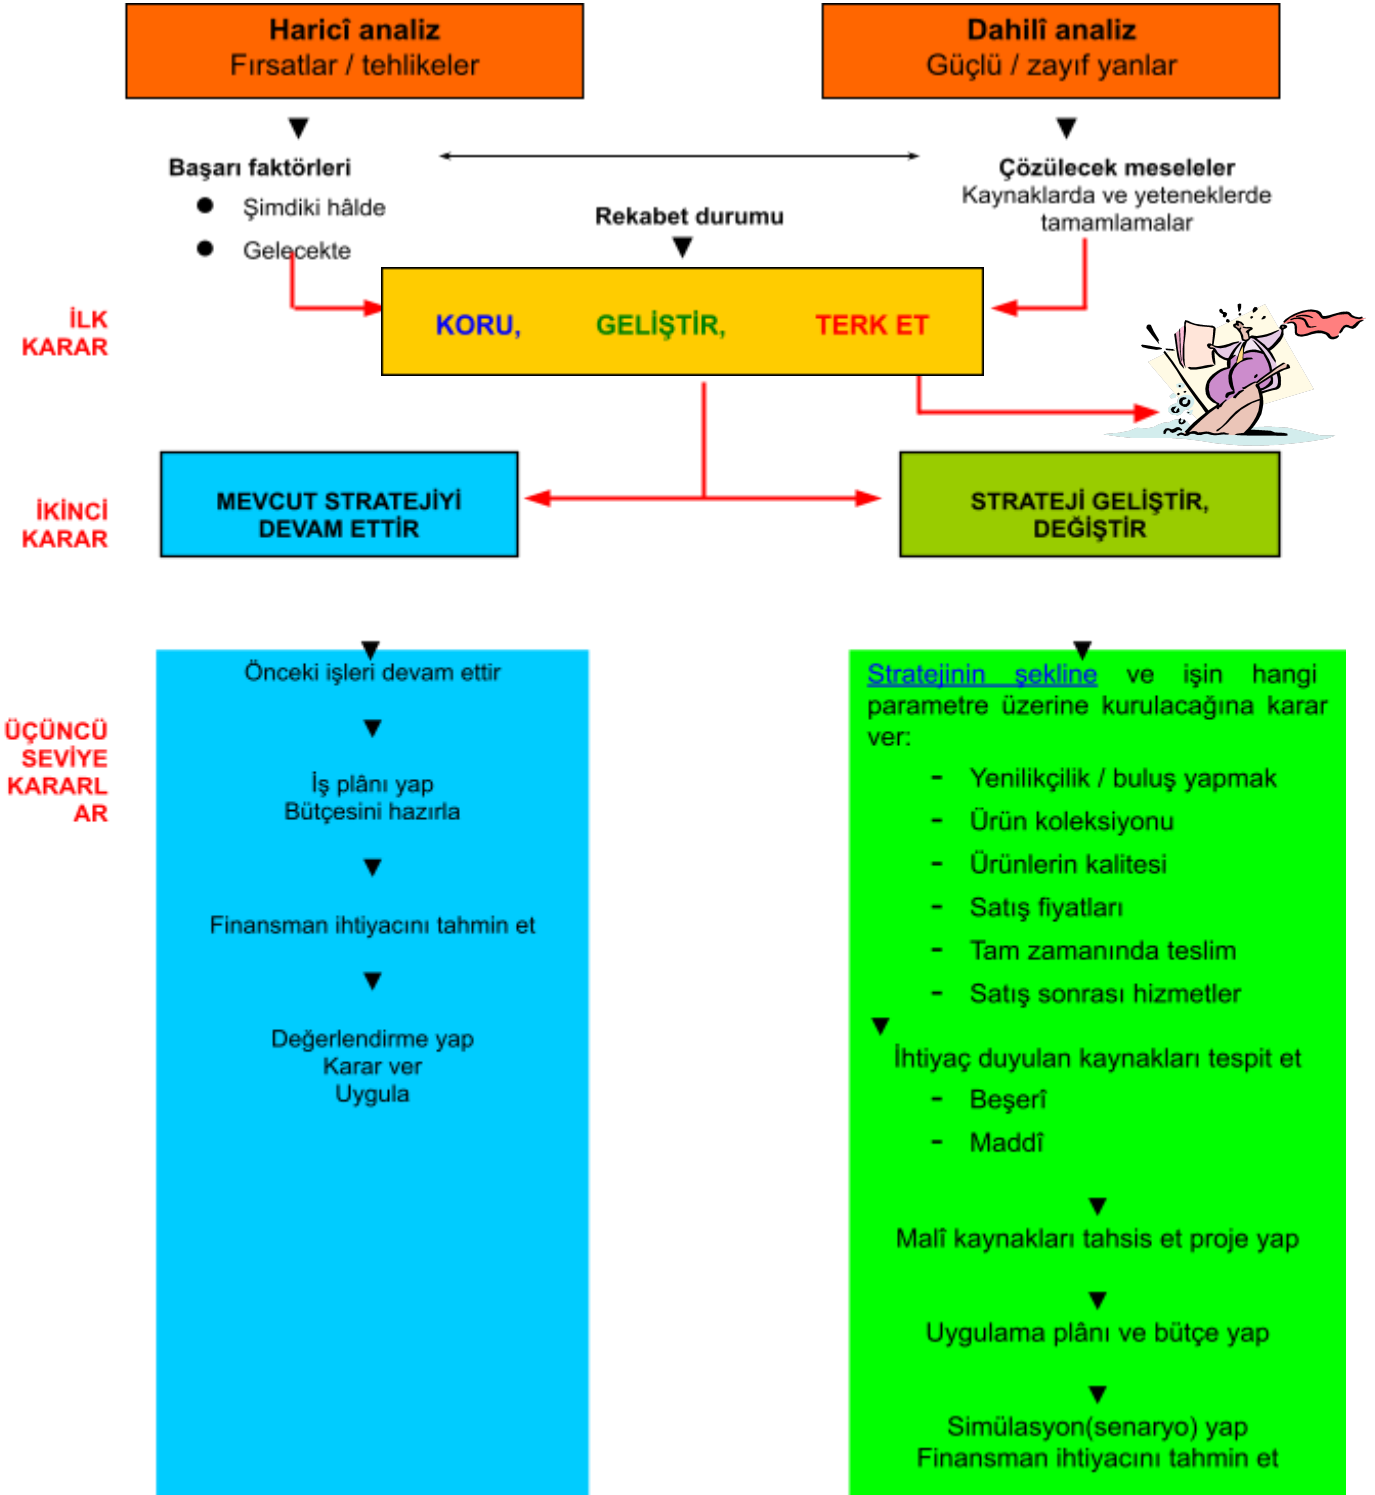 Haricî analiz
Fırsatlar / tehlikeler
Dahilî analiz
Güçlü / zayıf yanlar
Başarı faktörleri
● Şimdiki hâlde
● Gelecekte
Rekabet durumu
Çözülecek meseleler
Kaynaklarda ve yeteneklerde
tamamlamalar
İLK
KARAR
KORU, GELİŞTİR, TERK ET
İKİNCİ
KARAR
MEVCUT STRATEJİYİ
DEVAM ETTİR
STRATEJİ GELİŞTİR,
DEĞİŞTİR
ÜÇÜNCÜ
SEVİYE
KARARL
AR
Önceki işleri devam ettir
İş plânı yap
Bütçesini hazırla
Finansman ihtiyacını tahmin et
Değerlendirme yap
Karar ver
Uygula
Stratejinin şekline ve işin hangi
parametre üzerine kurulacağına karar
ver:
- Yenilikçilik / buluş yapmak
- Ürün koleksiyonu
- Ürünlerin kalitesi
- Satış fiyatları
- Tam zamanında teslim
- Satış sonrası hizmetler
İhtiyaç duyulan kaynakları tespit et
- Beşerî
- Maddî
Malî kaynakları tahsis et proje yap
Uygulama plânı ve bütçe yap
Simülasyon(senaryo) yap
Finansman ihtiyacını tahmin et